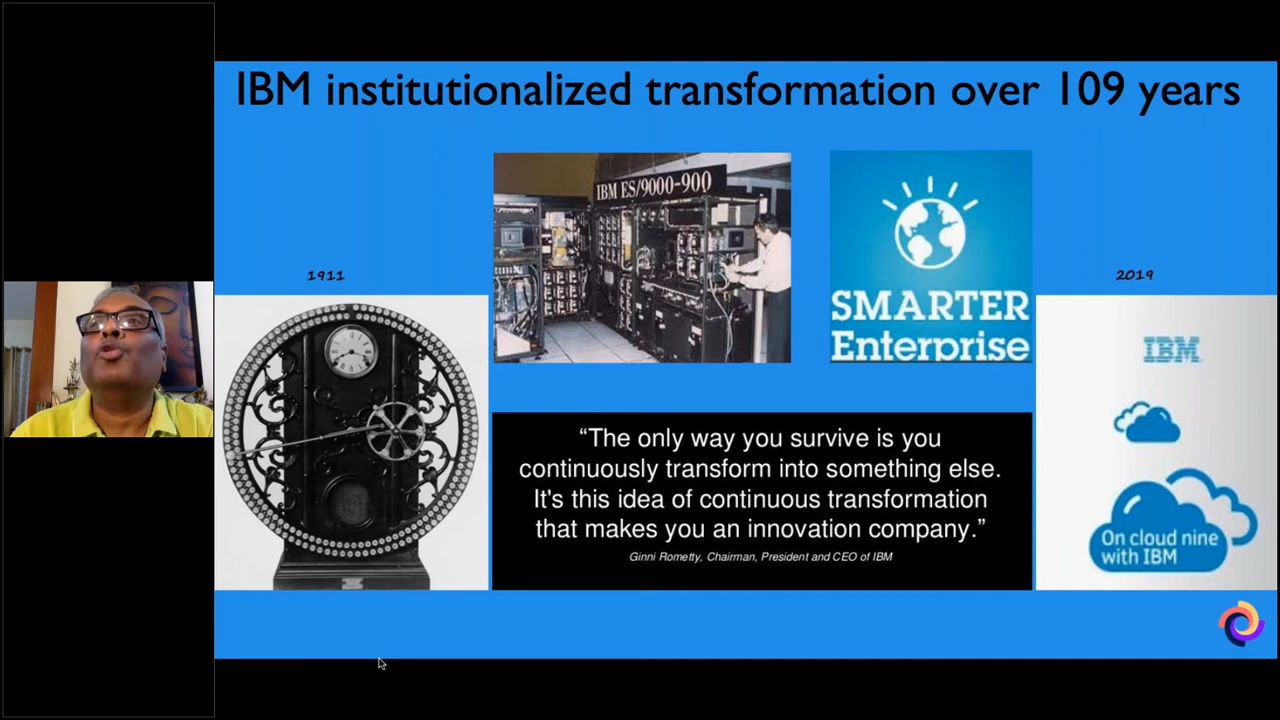 IBM institutionalized transformation over 109 years
1911
IBM ES/9000-900
SMARTER
Enterprise
2019
IBM
On cloud nine
with IBM
“The only way you survive is you
continuously transform into something else.
It's this idea of continuous transformation
that makes you an innovation company.”
Ginni Rometty, Chairman, President and CEO of IBM